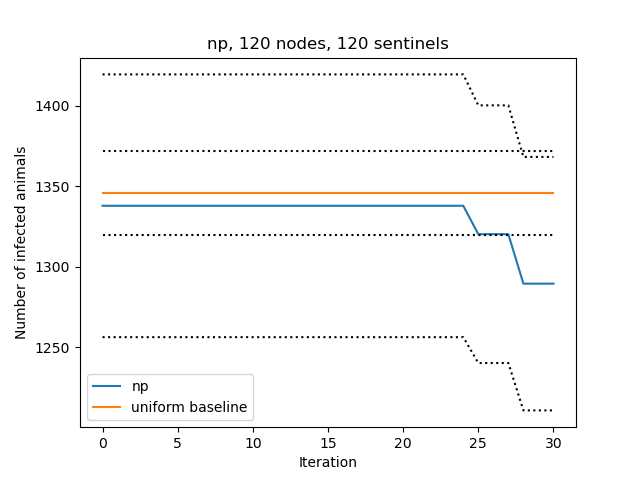 np, 120 nodes, 120 sentinels
Number of infected animals
1400
1350
1300
1250
np
uniform baseline
0 5 10 15 20 25 30
Iteration